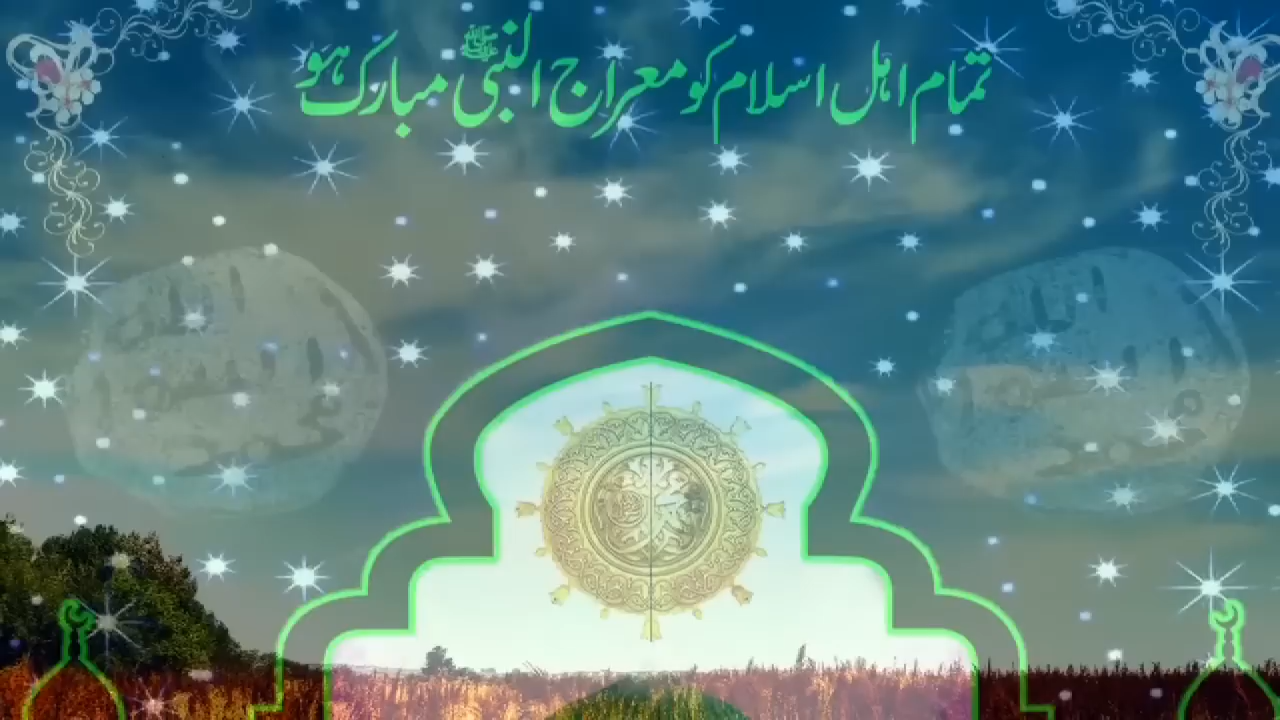 تمام اہل اسلام کو معراج النبی ﷺ مبارک ہو